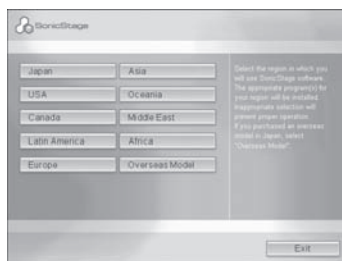 SonicStage
Japan
Asia
USA
Oceania
Canada
Middle East
Latin America
Africa
Europe
Overseas Model
Select the region in which you
will use SonicStage software.
The appropriate program(s) for
your region will be installed.
Inappropriate selection will
prevent proper operation.
If you purchased an overseas
model in Japan, select
"Overseas Model".
Exit